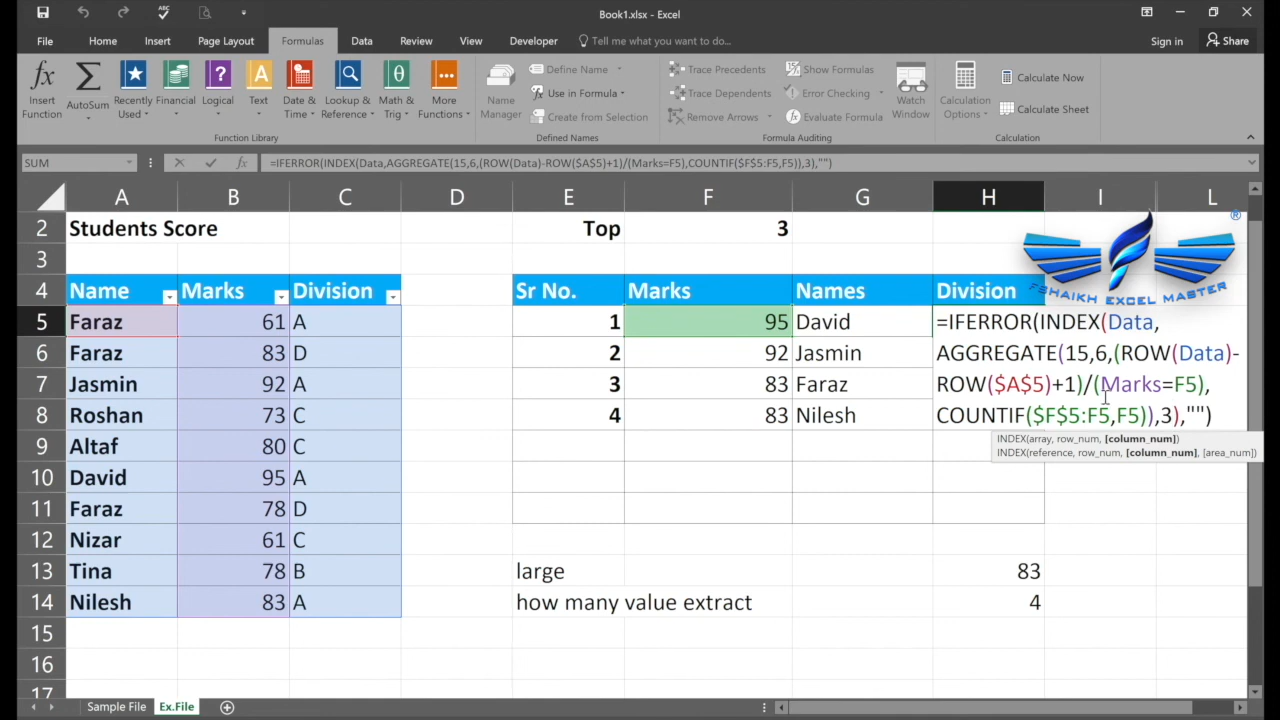 Book1.xlsx - Excel
File Home Insert Page Layout Formulas Data Review View Developer Tell me what you want to do... Sign in Share
fx
Insert Function
AutoSum
Recently Used
Financial
Logical
Text
Date & Time
Lookup & Reference
Math & Trig
More Functions
Function Library
Name Manager
Define Name
Use in Formula
Create from Selection
Defined Names
Trace Precedents
Trace Dependents
Remove Arrows
Show Formulas
Error Checking
Evaluate Formula
Formula Auditing
Watch Window
Calculation Options
Calculate Now
Calculate Sheet
Calculation
SUM fx =IFERROR(INDEX(Data,AGGREGATE(15,6,(ROW(Data)-ROW($A$5)+1)/(Marks=F5),COUNTIF($F$5:F5,F5)),3),"")
A B C D E F G H I L
2 Students Score Top 3
3
4 Name Marks Division Sr No. Marks Names Division
5 Faraz 61 A 1 95 David =IFERROR(INDEX(Data,
6 Faraz 83 D 2 92 Jasmin AGGREGATE(15,6,(ROW(Data)-
7 Jasmin 92 A 3 83 Faraz ROW($A$5)+1)/(Marks=F5),
8 Roshan 73 C 4 83 Nilesh COUNTIF($F$5:F5,F5)),3),"")
INDEX(array, row_num, [column_num])
INDEX(reference, row_num, [column_num], [area_num])
9 Altaf 80 C
10 David 95 A
11 Faraz 78 D
12 Nizar 61 C
13 Tina 78 B large 83
14 Nilesh 83 A how many value extract 4
15
16
17
FSHAIKH EXCEL MASTER
®
Sample File Ex.File